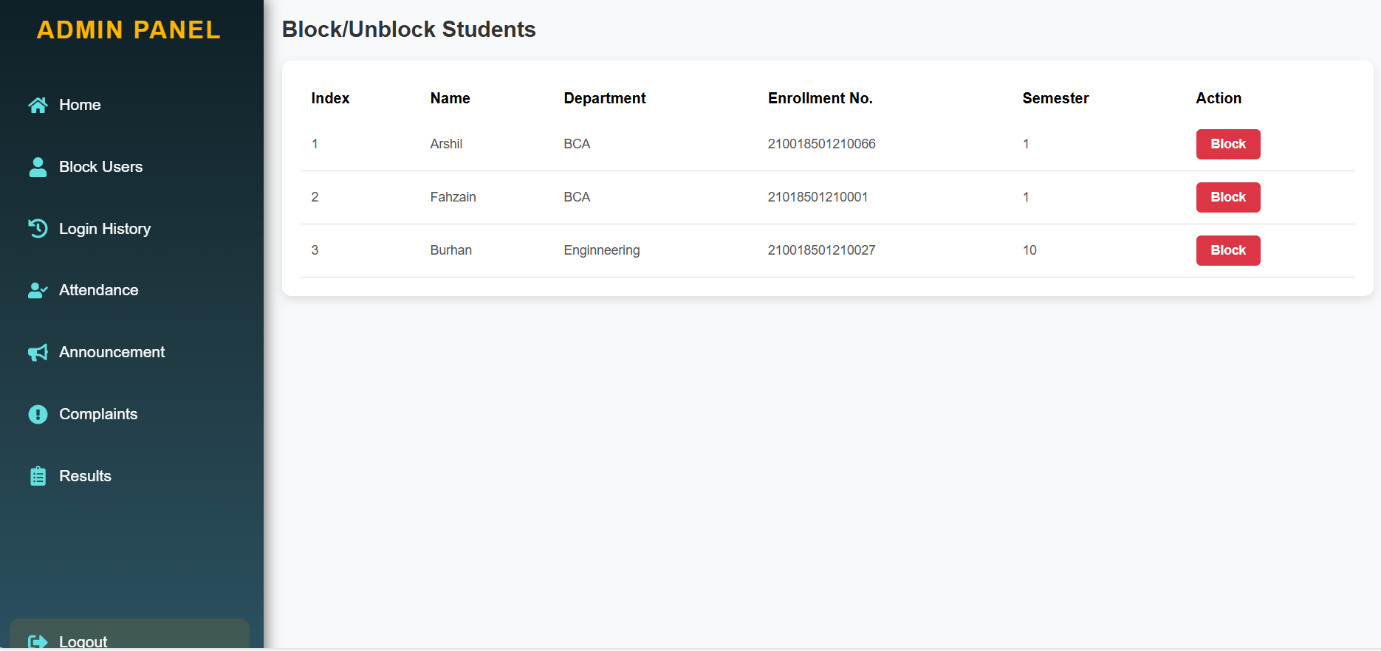 ADMIN PANEL
Home
Block Users
Login History
Attendance
Announcement
Complaints
Results
Logout
Block/Unblock Students
Index Name Department Enrollment No. Semester Action
1 Arshil BCA 210018501210066 1 Block
2 Fahzain BCA 21018501210001 1 Block
3 Burhan Enginneering 210018501210027 10 Block